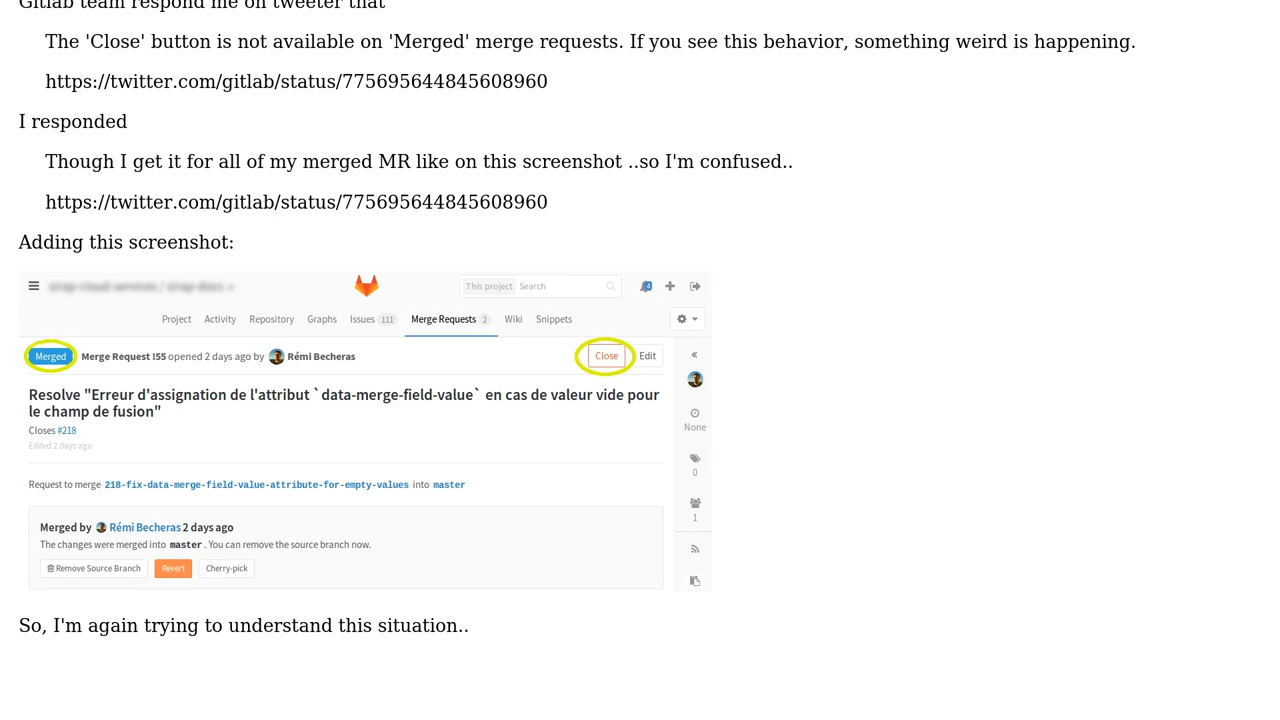 Gitlab team respond me on tweeter that
The 'Close' button is not available on 'Merged' merge requests. If you see this behavior, something weird is happening.
https://twitter.com/gitlab/status/775695644845608960
I responded
Though I get it for all of my merged MR like on this screenshot ..so I'm confused..
https://twitter.com/gitlab/status/775695644845608960
Adding this screenshot:
This project Search 4
Project Activity Repository Graphs Issues 111 Merge Requests 2 Wiki Snippets
Merged Merge Request !55 opened 2 days ago by Rémi Becheras Close Edit
Resolve "Erreur d'assignation de l'attribut `data-merge-field-value` en cas de valeur vide pour
le champ de fusion"
Closes #218
None
Edited 2 days ago
0
Request to merge 218-fix-data-merge-field-value-attribute-for-empty-values into master
1
Merged by Rémi Becheras 2 days ago
The changes were merged into master. You can remove the source branch now.
Remove Source Branch Revert Cherry-pick
So, I'm again trying to understand this situation..